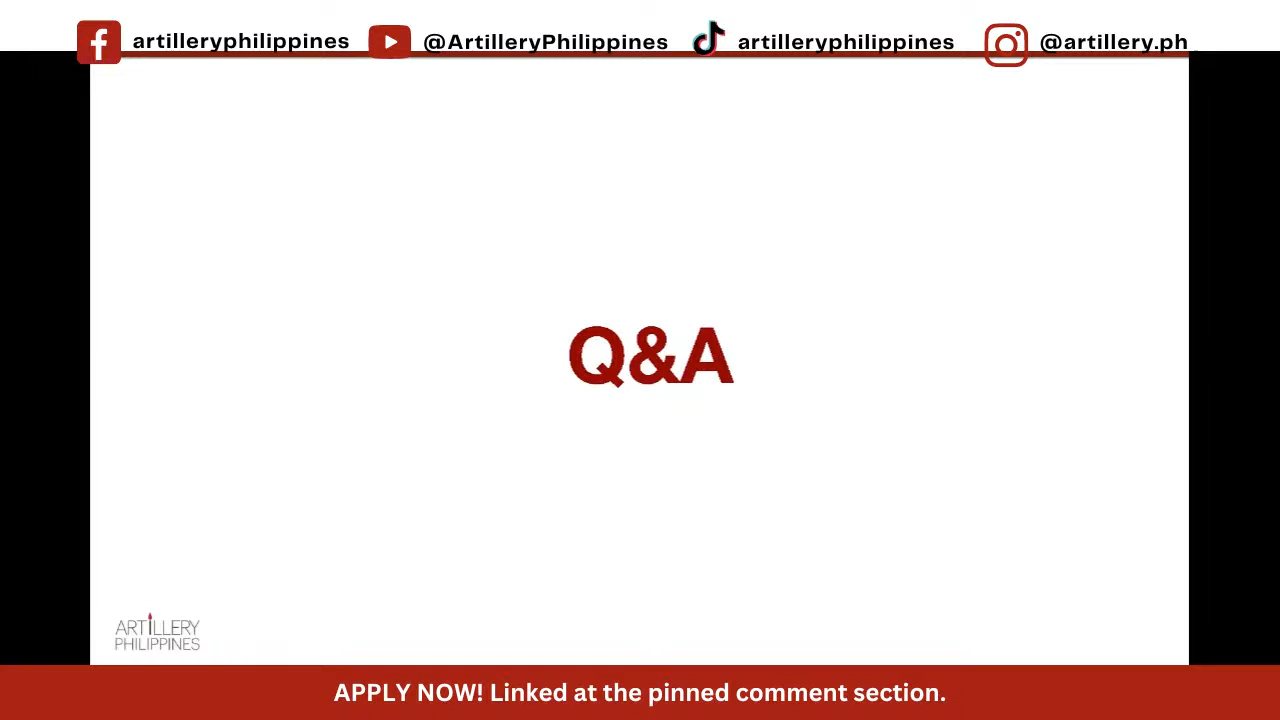 artilleryphilippines @ArtilleryPhilippines artilleryphilippines @artillery.ph
Q&A
ARTILLERY
PHILIPPINES
APPLY NOW! Linked at the pinned comment section.